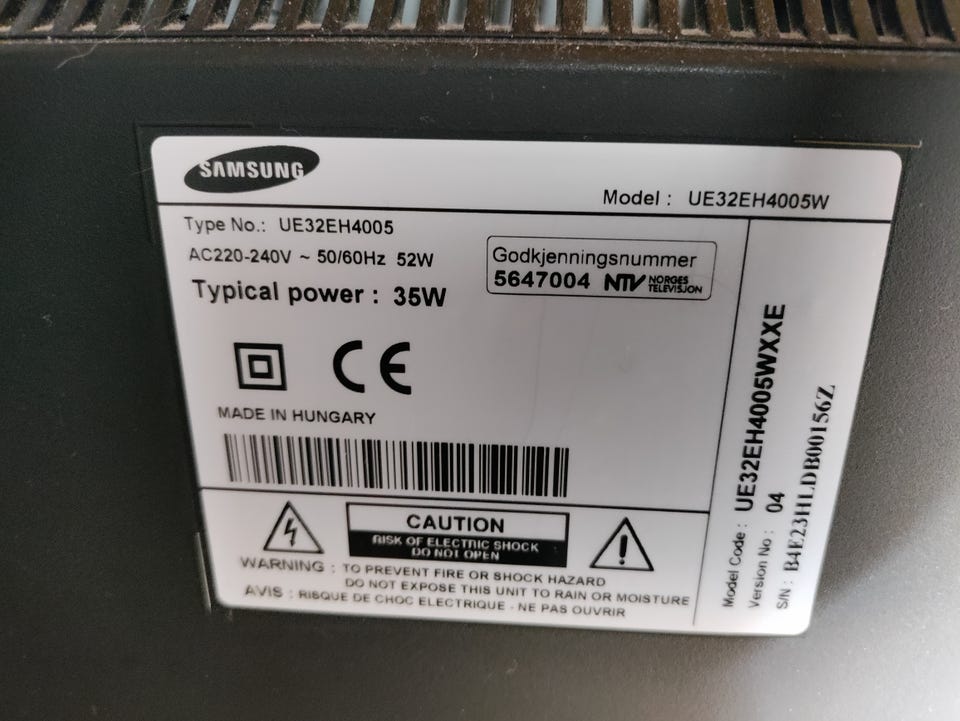 SAMSUNG
Model : UE32EH4005W
Type No.: UE32EH4005
AC220-240V ~ 50/60Hz 52W
Typical power : 35W
Godkjenningsnummer
5647004 NTV NORGES
TELEVISJON
CE
MADE IN HUNGARY
CAUTION
RISK OF ELECTRIC SHOCK
DO NOT OPEN
WARNING : TO PREVENT FIRE OR SHOCK HAZARD
DO NOT EXPOSE THIS UNIT TO RAIN OR MOISTURE
AVIS : RISQUE DE CHOC ELECTRIQUE - NE PAS OUVRIR
Model Code : UE32EH4005WXXE
Version No : 04
S/N : B4E23HLDB00156Z